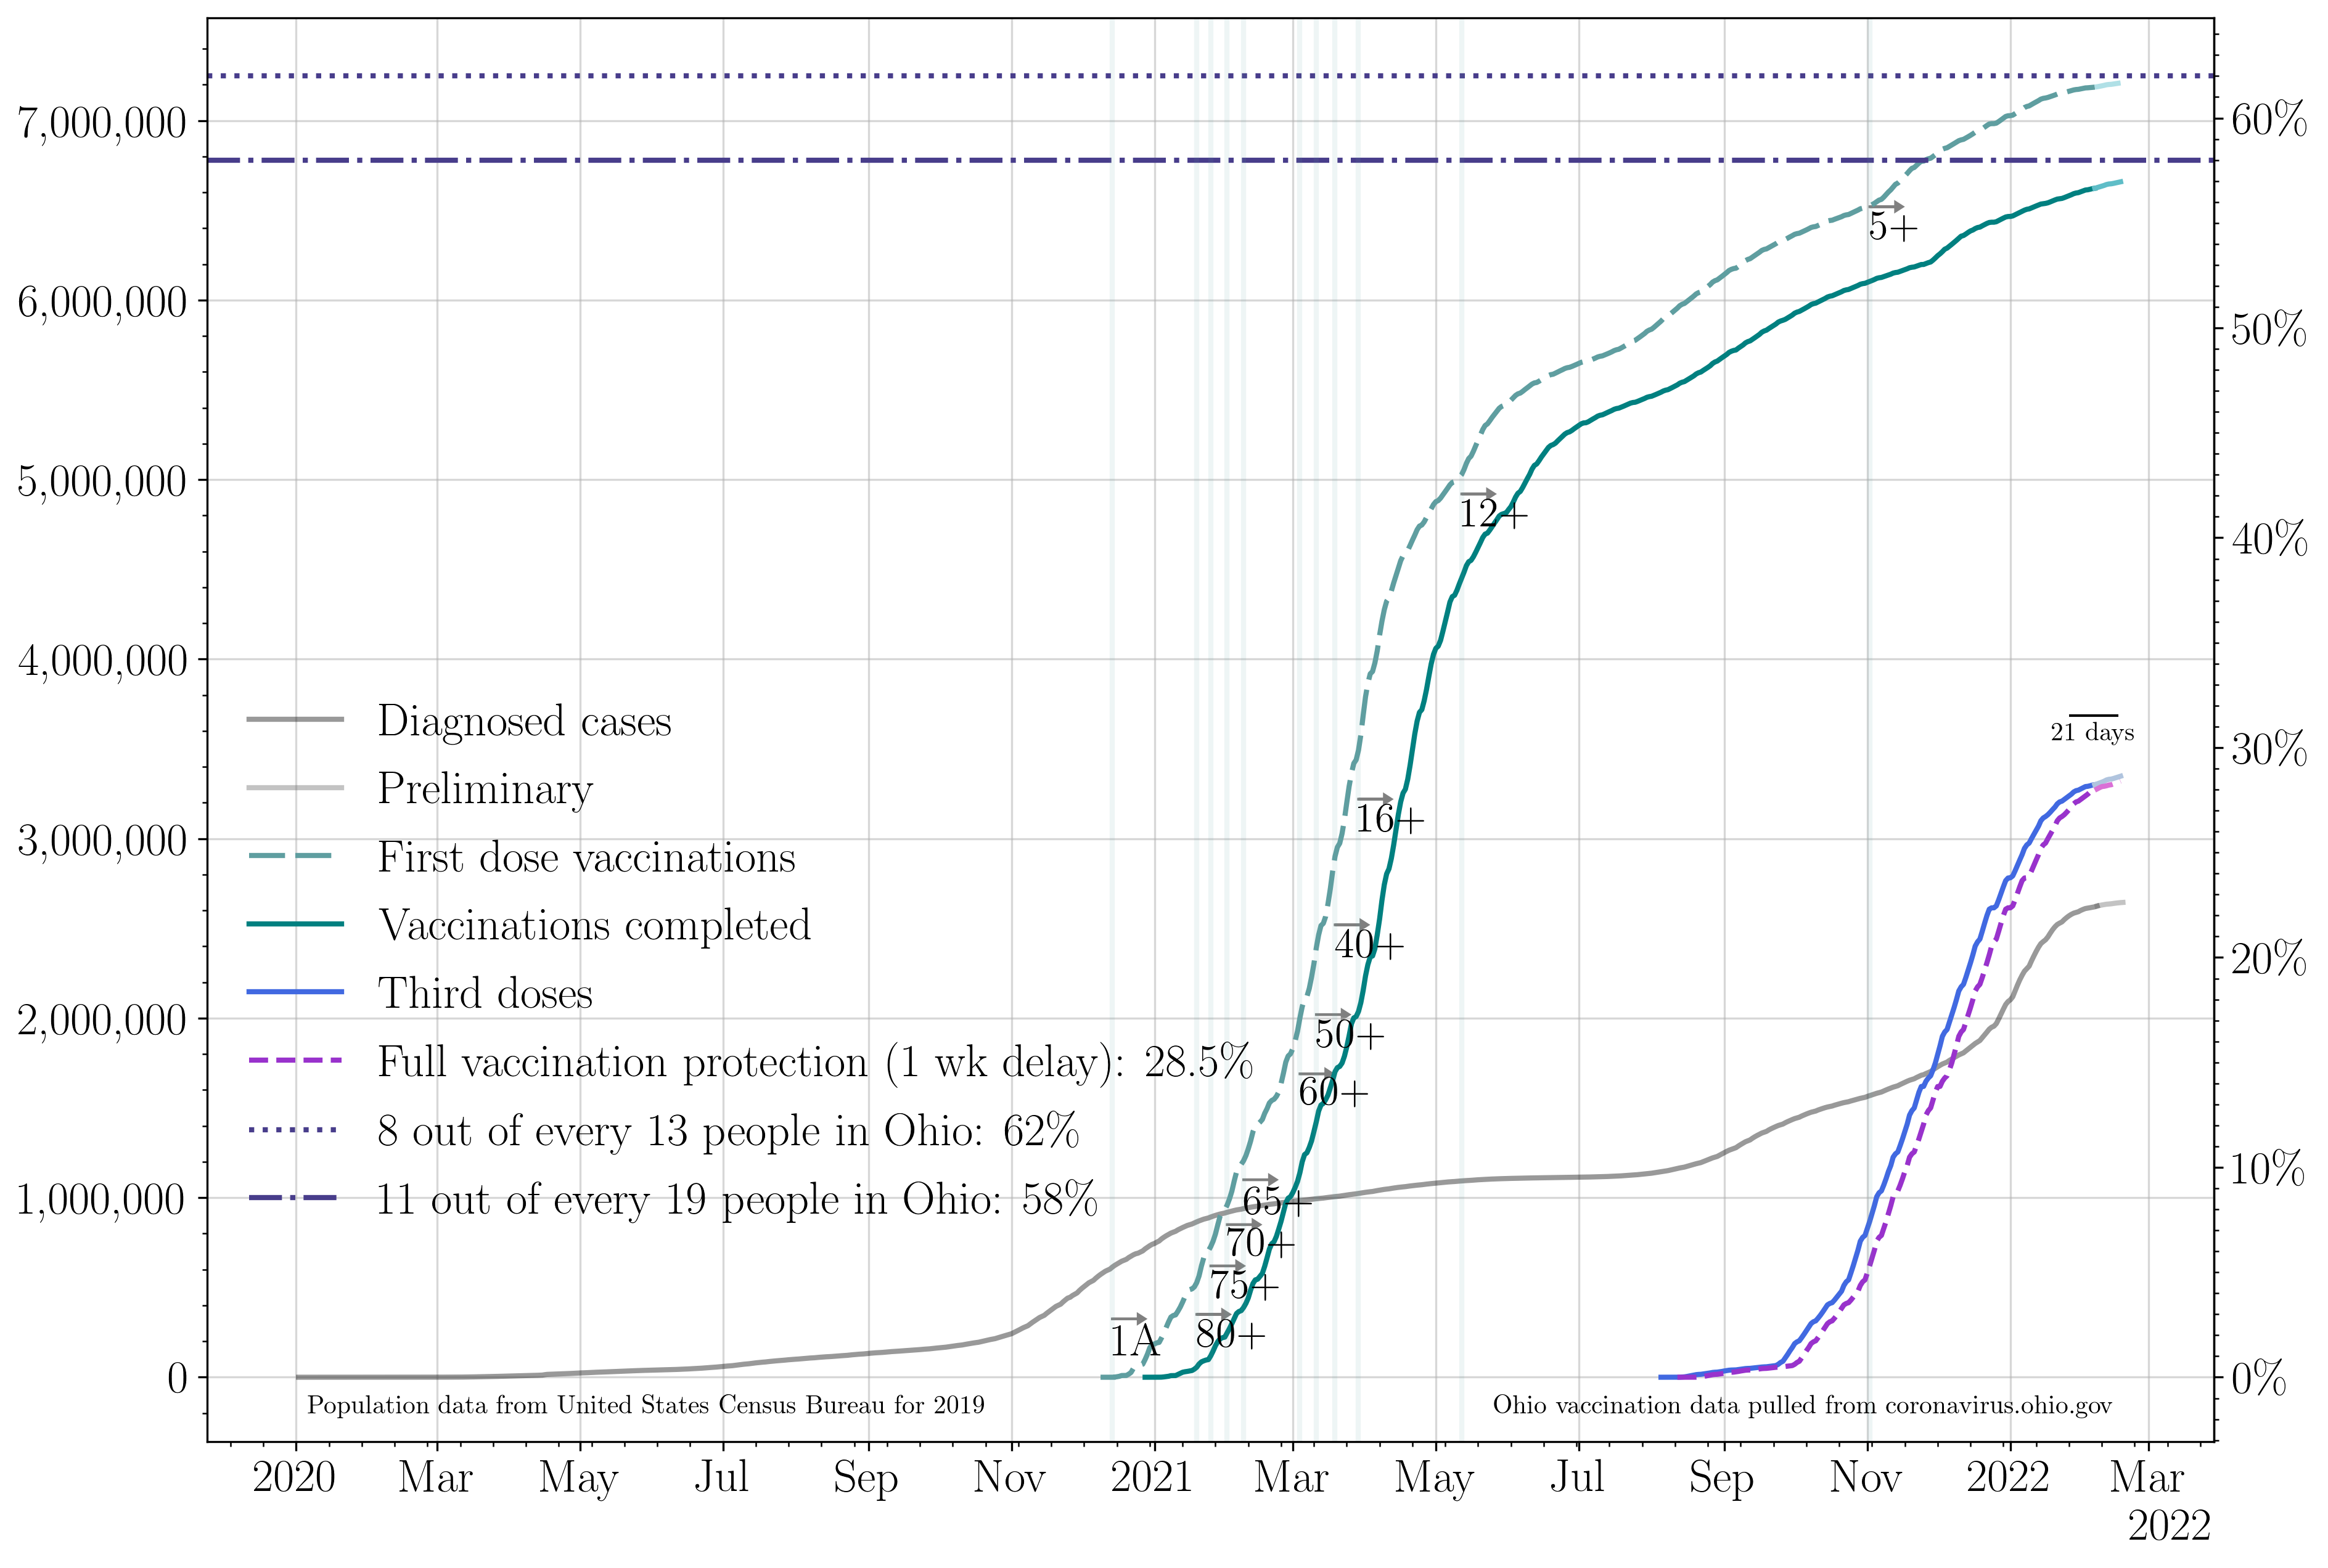 7,000,000
6,000,000
5,000,000
4,000,000
3,000,000
2,000,000
1,000,000
0
60%
50%
40%
30%
20%
10%
0%
5+
12+
16+
40+
50+
60+
65+
70+
75+
80+
1A
21 days
Diagnosed cases
Preliminary
First dose vaccinations
Vaccinations completed
Third doses
Full vaccination protection (1 wk delay): 28.5%
8 out of every 13 people in Ohio: 62%
11 out of every 19 people in Ohio: 58%
Population data from United States Census Bureau for 2019
Ohio vaccination data pulled from coronavirus.ohio.gov
2020 Mar May Jul Sep Nov 2021 Mar May Jul Sep Nov 2022 Mar
2022